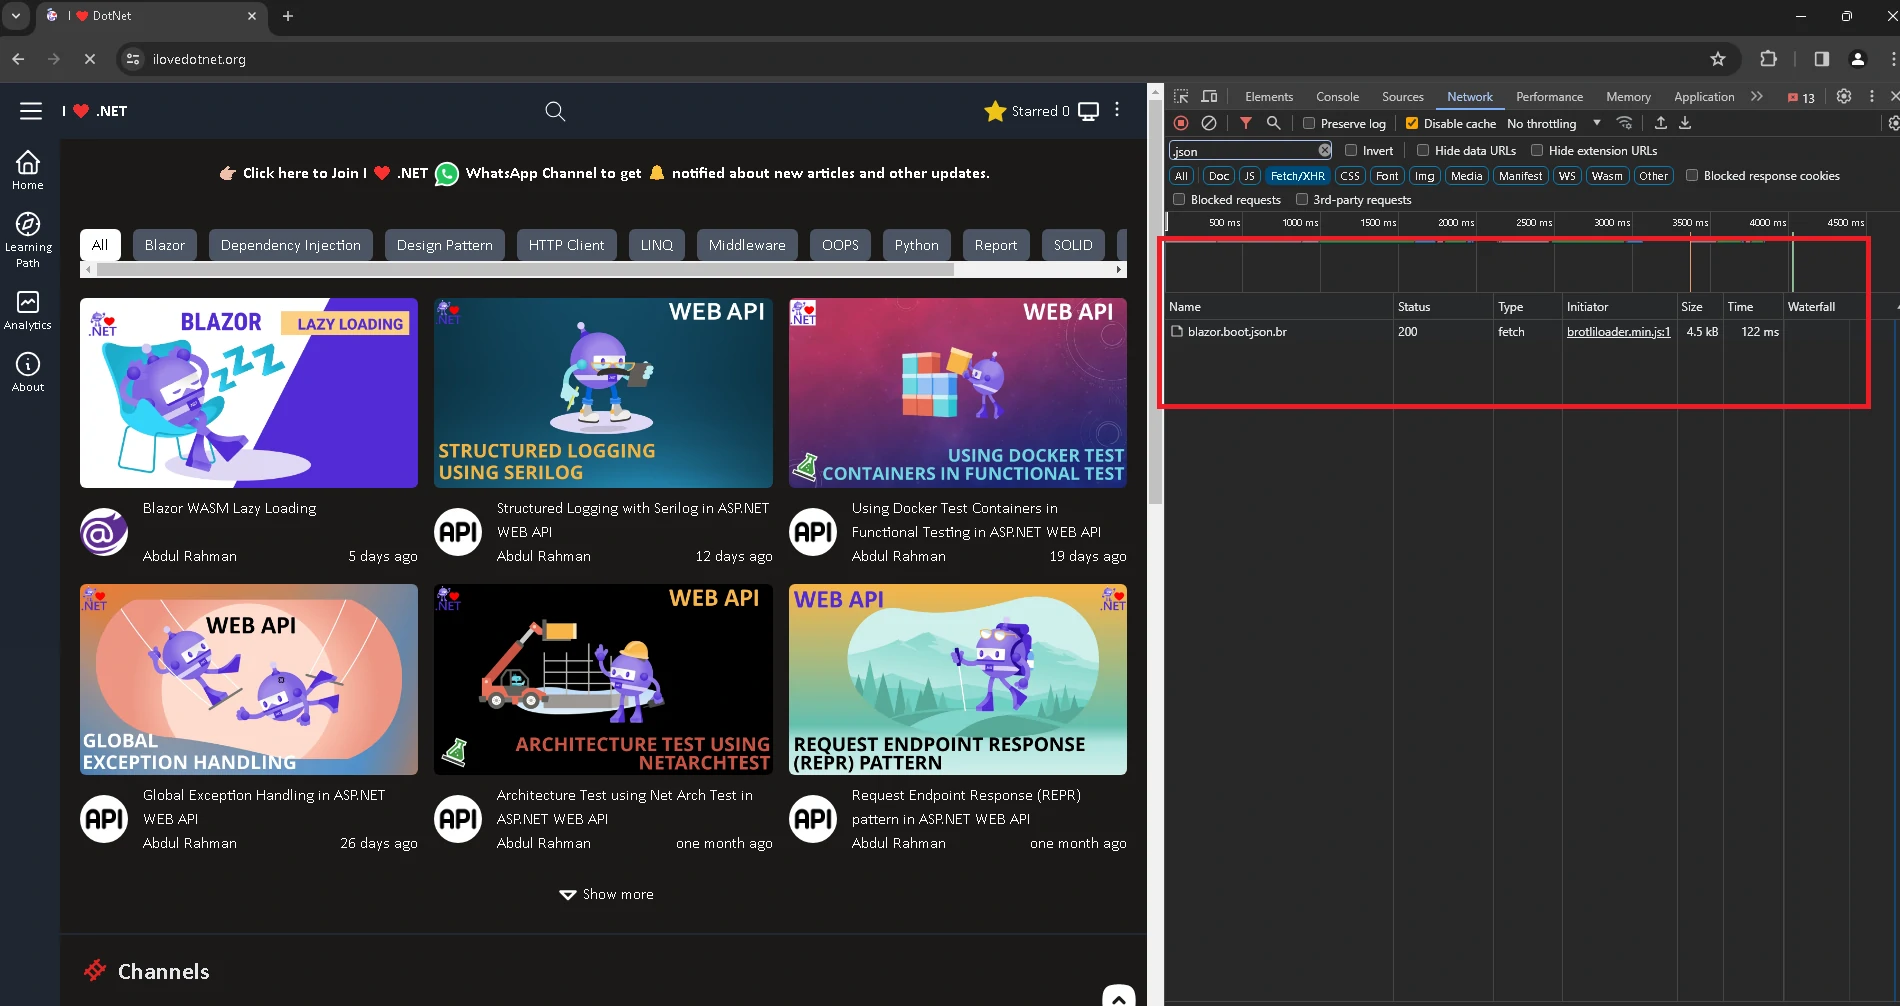 I ❤ DotNet
ilovedotnet.org
I ❤ .NET
Starred 0
Home
Learning
Path
Analytics
About
👉 Click here to Join I ❤ .NET WhatsApp Channel to get 🔔 notified about new articles and other updates.
All Blazor Dependency Injection Design Pattern HTTP Client LINQ Middleware OOPS Python Report SOLID
.NET BLAZOR LAZY LOADING
Blazor WASM Lazy Loading
Abdul Rahman 5 days ago
.NET WEB API
STRUCTURED LOGGING
USING SERILOG
API
Structured Logging with Serilog in ASP.NET
WEB API
Abdul Rahman 12 days ago
.NET WEB API
USING DOCKER TEST
CONTAINERS IN FUNCTIONAL TEST
API
Using Docker Test Containers in
Functional Testing in ASP.NET WEB API
Abdul Rahman 19 days ago
.NET
WEB API
GLOBAL
EXCEPTION HANDLING
API
Global Exception Handling in ASP.NET
WEB API
Abdul Rahman 26 days ago
.NET WEB API
ARCHITECTURE TEST USING
NETARCHTEST
API
Architecture Test using Net Arch Test in
ASP.NET WEB API
Abdul Rahman one month ago
WEB API .NET
REQUEST ENDPOINT RESPONSE
(REPR) PATTERN
API
Request Endpoint Response (REPR)
pattern in ASP.NET WEB API
Abdul Rahman one month ago
Show more
Channels
Elements Console Sources Network Performance Memory Application 13
Preserve log Disable cache No throttling
.json Invert Hide data URLs Hide extension URLs
All Doc JS Fetch/XHR CSS Font Img Media Manifest WS Wasm Other Blocked response cookies
Blocked requests 3rd-party requests
500 ms 1000 ms 1500 ms 2000 ms 2500 ms 3000 ms 3500 ms 4000 ms 4500 ms
Name Status Type Initiator Size Time Waterfall
blazor.boot.json.br 200 fetch brotliloader.min.js:1 4.5 kB 122 ms